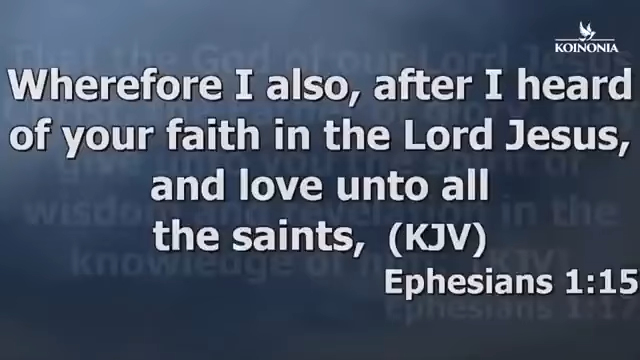 KOINONIA
Wherefore I also, after I heard
of your faith in the Lord Jesus,
and love unto all
the saints, (KJV)
Ephesians 1:15